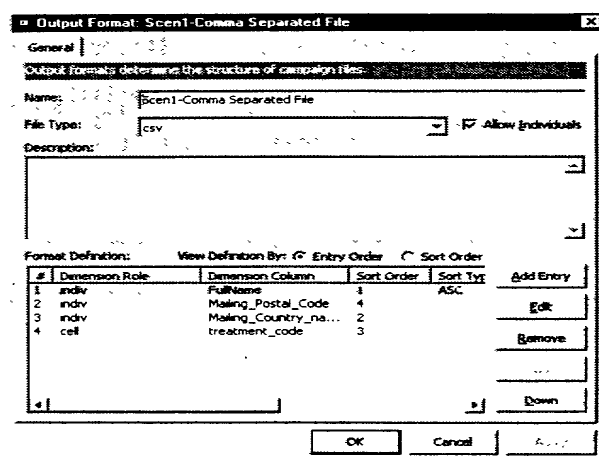 Output Format: Scen1-Comma Separated File
General
Output formats determine the structure of campaign files.
Name: Scen1-Comma Separated File
File Type: csv Allow Individuals
Description:
Format Definition: View Definition By: Entry Order Sort Order
# Dimension Role Dimension Column Sort Order Sort Typ
1 indiv FullName 1 ASC
2 indiv Mailing_Postal_Code 4
3 indiv Mailing_Country_na... 2
4 cell treatment_code 3
Add Entry
Edit
Remove
Down
OK Cancel